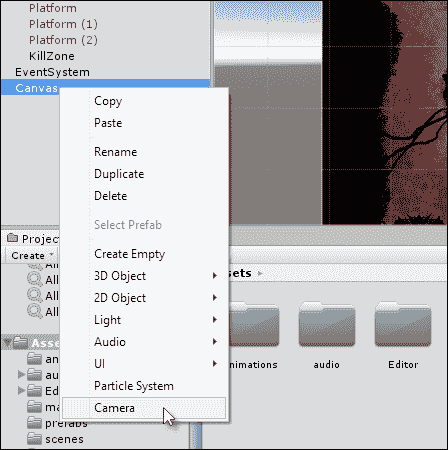 Platform
Platform (1)
Platform (2)
KillZone
EventSystem
Canvas
Copy
Paste
Rename
Duplicate
Delete
Select Prefab
Create Empty
3D Object
2D Object
Light
Audio
UI
Particle System
Camera
Projec
Create
All
All
All
Asse
an
au
Ed
ma
prefabs
scenes
sets
nimations
audio
Editor